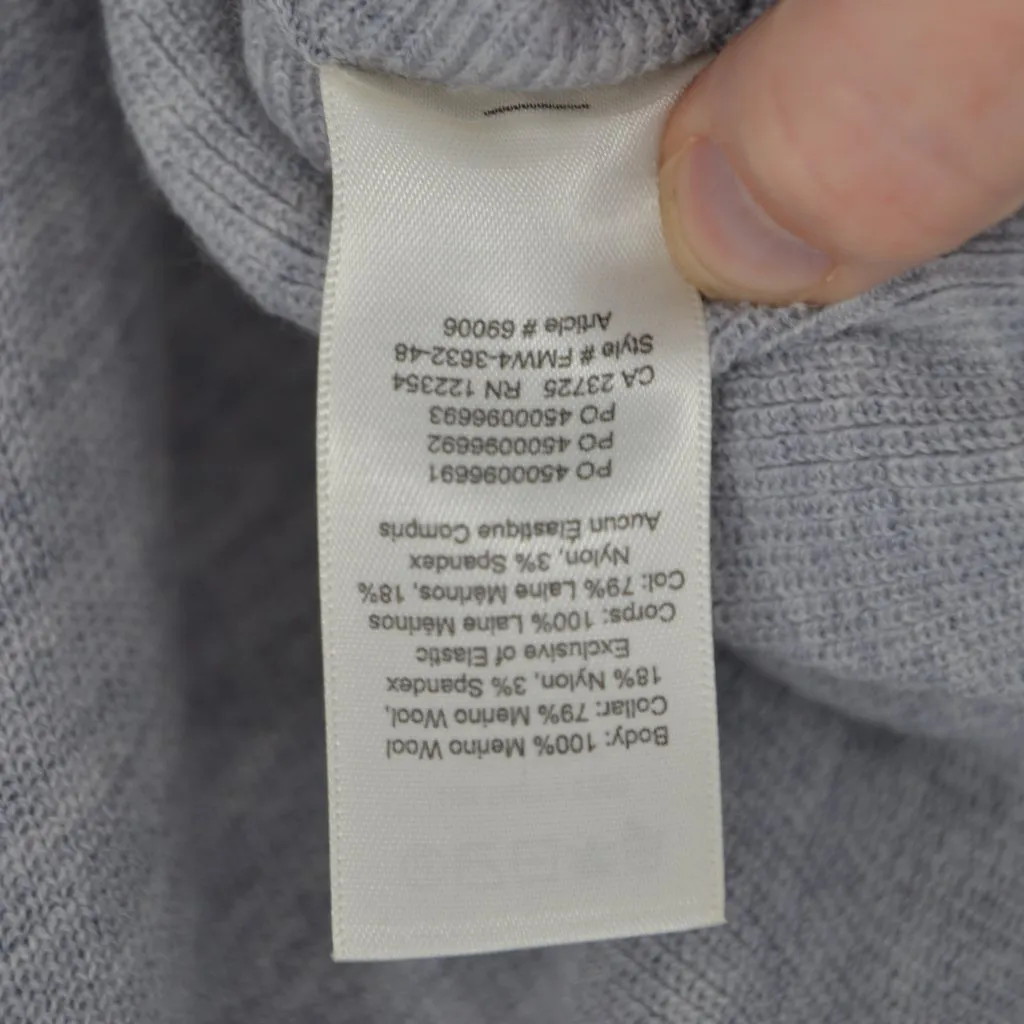 Body: 100% Merino Wool
Collar: 79% Merino Wool,
18% Nylon, 3% Spandex
Exclusive of Elastic
Corps: 100% Laine Mérinos
Col: 79% Laine Mérinos, 18%
Nylon, 3% Spandex
Aucun Élastique Compris
PO 4500096691
PO 4500096692
PO 4500096693
CA 23725 RN 122354
Style # FMW4-3632-48
Article # 69006